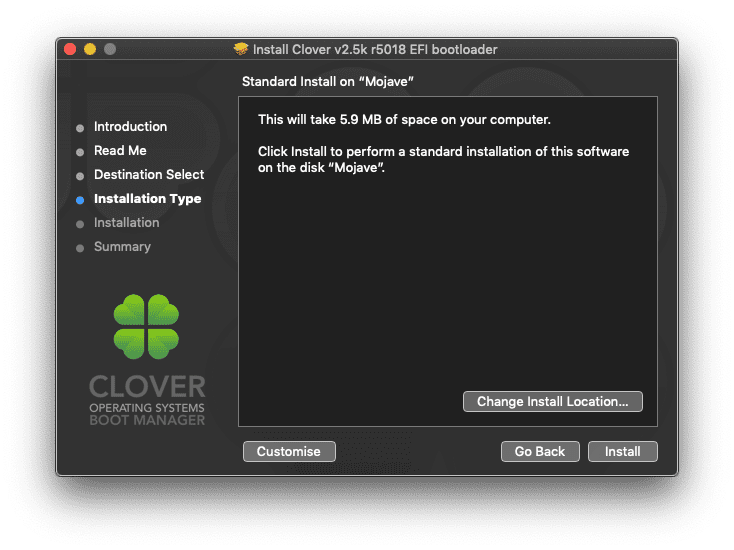 Install Clover v2.5k r5018 EFI bootloader
Standard Install on “Mojave”
Introduction
Read Me
Destination Select
Installation Type
Installation
Summary
This will take 5.9 MB of space on your computer.
Click Install to perform a standard installation of this software
on the disk “Mojave”.
CLOVER
OPERATING SYSTEMS
BOOT MANAGER
Change Install Location...
Customise
Go Back
Install